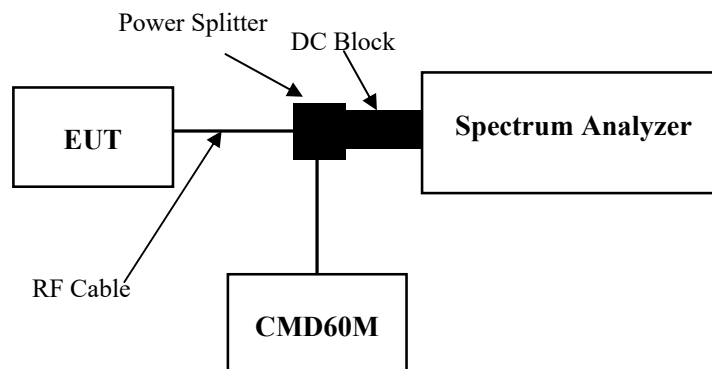 Power Splitter
DC Block
EUT
Spectrum Analyzer
RF Cable
CMD60M